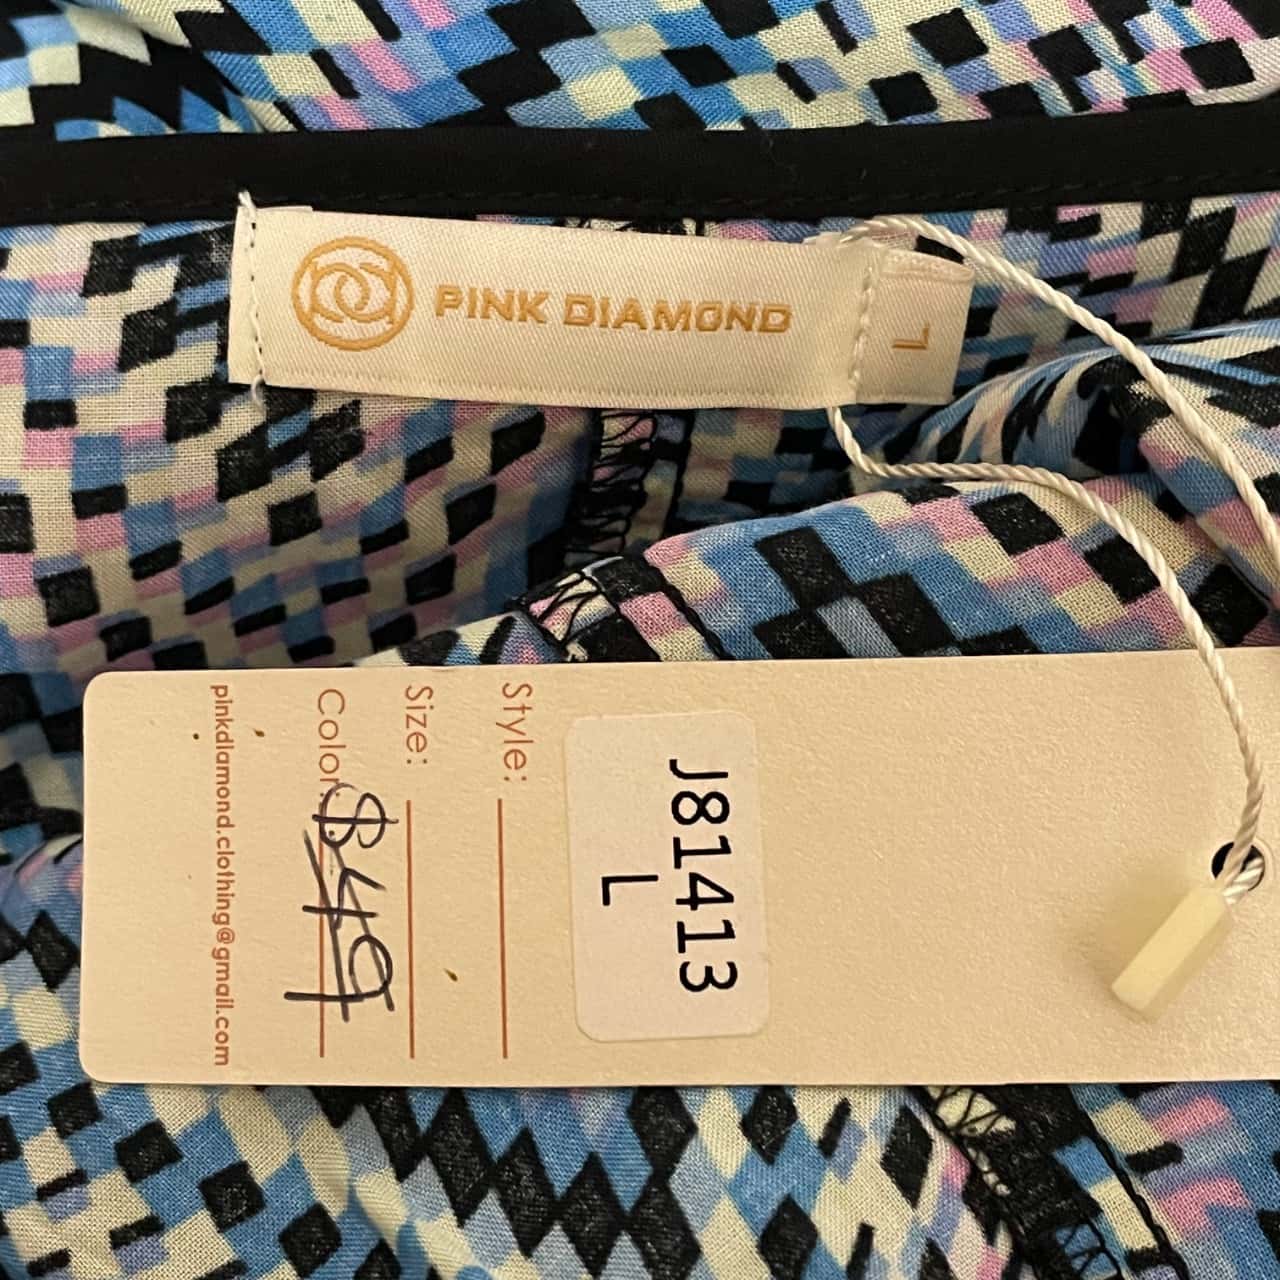 PINK DIAMOND
L
J81413
L
Style:
Size:
Color:
$49
pinkdiamond.clothing@gmail.com